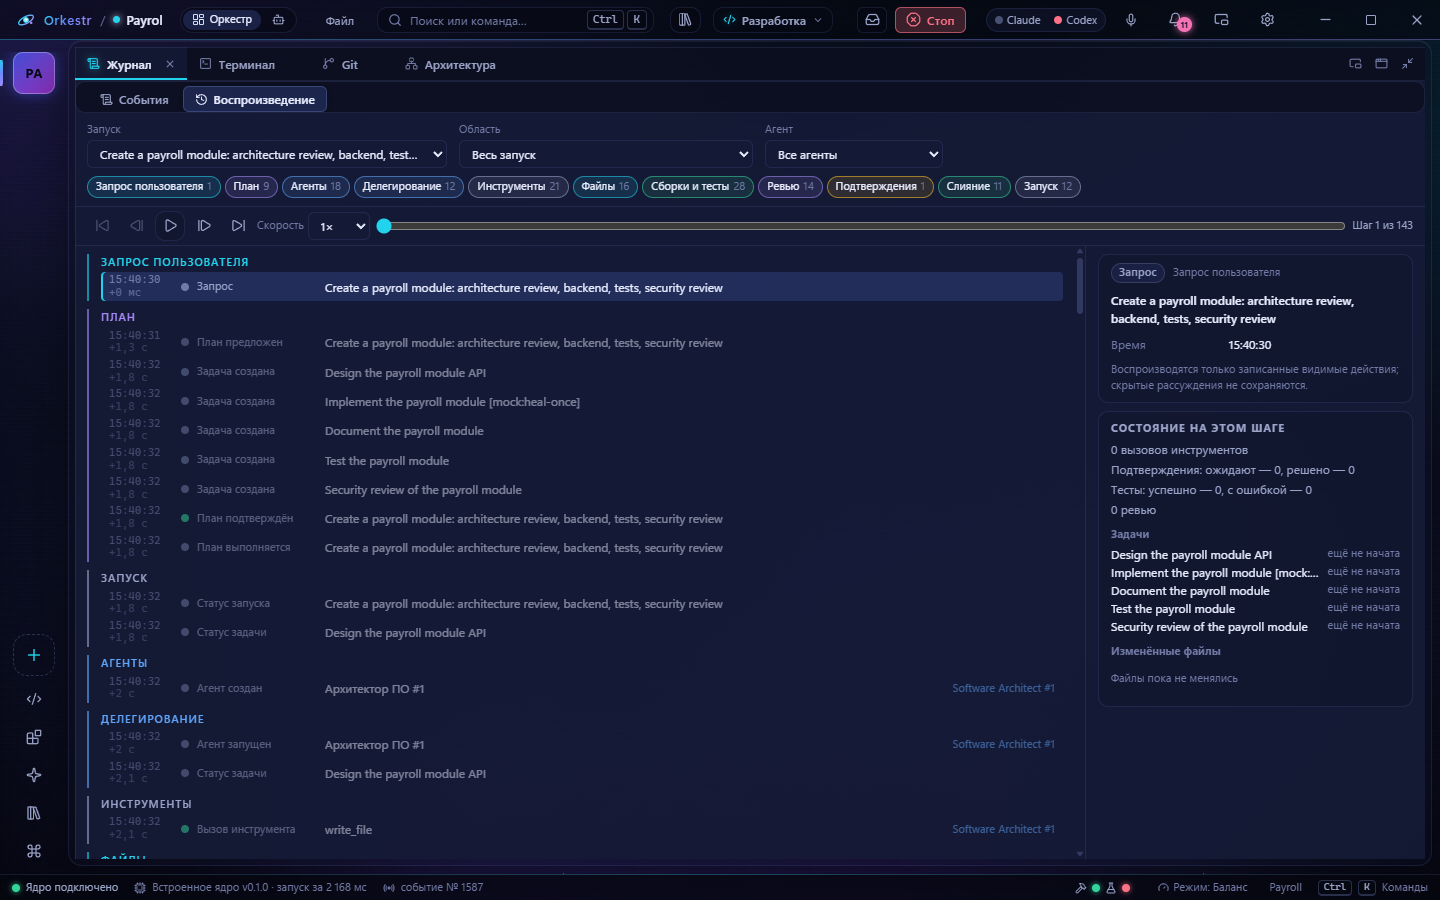 Orkestr / Payrol
Оркестр
Файл
Поиск или команда...
Ctrl K
Разработка
Стоп
Claude
Codex
11
PA
Журнал
Терминал
Git
Архитектура
События
Воспроизведение
Запуск
Область
Агент
Create a payroll module: architecture review, backend, test...
Весь запуск
Все агенты
Запрос пользователя 1
План 9
Агенты 18
Делегирование 12
Инструменты 21
Файлы 16
Сборки и тесты 28
Ревью 14
Подтверждения 1
Слияние 11
Запуск 12
Скорость
1×
Шаг 1 из 143
ЗАПРОС ПОЛЬЗОВАТЕЛЯ
15:40:30
+0 мс
Запрос
Create a payroll module: architecture review, backend, tests, security review
ПЛАН
15:40:31
+1,3 с
План предложен
Create a payroll module: architecture review, backend, tests, security review
15:40:32
+1,8 с
Задача создана
Design the payroll module API
15:40:32
+1,8 с
Задача создана
Implement the payroll module [mock:heal-once]
15:40:32
+1,8 с
Задача создана
Document the payroll module
15:40:32
+1,8 с
Задача создана
Test the payroll module
15:40:32
+1,8 с
Задача создана
Security review of the payroll module
15:40:32
+1,8 с
План подтверждён
Create a payroll module: architecture review, backend, tests, security review
15:40:32
+1,8 с
План выполняется
Create a payroll module: architecture review, backend, tests, security review
ЗАПУСК
15:40:32
+1,8 с
Статус запуска
Create a payroll module: architecture review, backend, tests, security review
15:40:32
+1,8 с
Статус задачи
Design the payroll module API
АГЕНТЫ
15:40:32
+2 с
Агент создан
Архитектор ПО #1
Software Architect #1
ДЕЛЕГИРОВАНИЕ
15:40:32
+2 с
Агент запущен
Архитектор ПО #1
Software Architect #1
15:40:32
+2,1 с
Статус задачи
Design the payroll module API
ИНСТРУМЕНТЫ
15:40:32
+2,1 с
Вызов инструмента
write_file
Software Architect #1
ФАЙЛЫ
Запрос
Запрос пользователя
Create a payroll module: architecture review,
backend, tests, security review
Время
15:40:30
Воспроизводятся только записанные видимые действия;
скрытые рассуждения не сохраняются.
СОСТОЯНИЕ НА ЭТОМ ШАГЕ
0 вызовов инструментов
Подтверждения: ожидают — 0, решено — 0
Тесты: успешно — 0, с ошибкой — 0
0 ревью
Задачи
Design the payroll module API
ещё не начата
Implement the payroll module [mock:...
ещё не начата
Document the payroll module
ещё не начата
Test the payroll module
ещё не начата
Security review of the payroll module
ещё не начата
Изменённые файлы
Файлы пока не менялись
Ядро подключено
Встроенное ядро v0.1.0 · запуск за 2 168 мс
событие № 1587
Режим: Баланс
Payroll
Ctrl K Команды